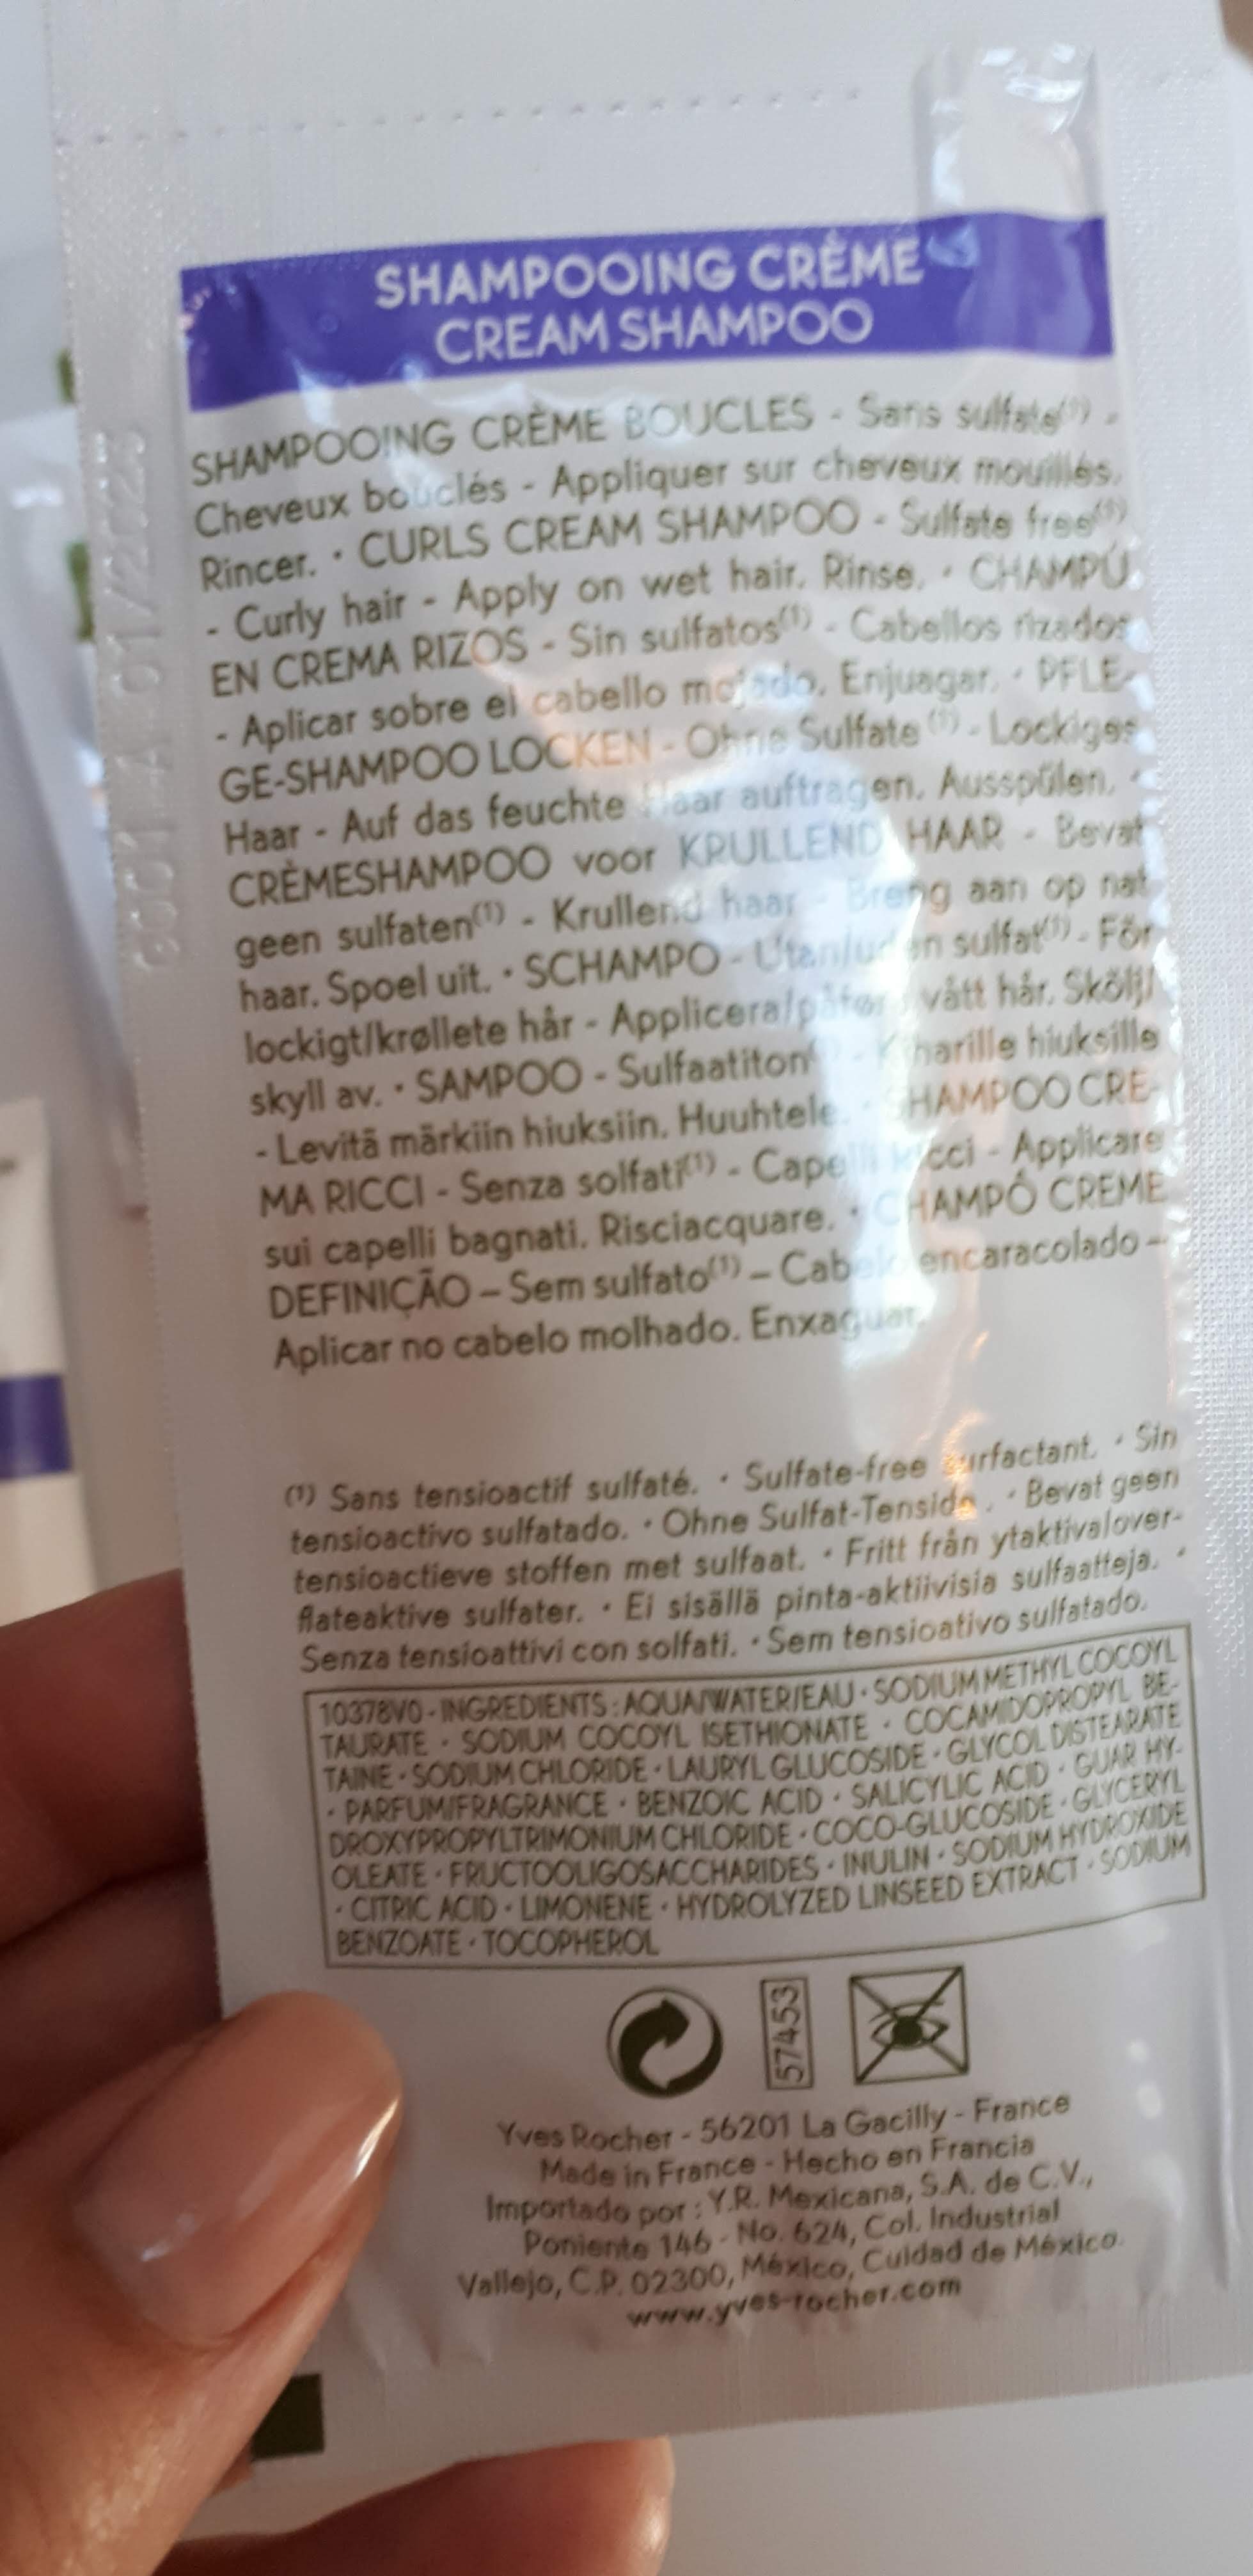 SHAMPOOING CRÈME
CREAM SHAMPOO
SHAMPOOING CRÈME BOUCLES - Sans sulfate(1) -
Cheveux bouclés - Appliquer sur cheveux mouillés.
Rincer. • CURLS CREAM SHAMPOO - Sulfate free(1)
- Curly hair - Apply on wet hair. Rinse. • CHAMPÚ
EN CREMA RIZOS - Sin sulfatos(1) - Cabellos rizados
- Aplicar sobre el cabello mojado. Enjuagar. • PFLE-
GE-SHAMPOO LOCKEN - Ohne Sulfate (1) - Lockiges
Haar - Auf das feuchte Haar auftragen. Ausspülen. •
CRÈMESHAMPOO voor KRULLEND HAAR - Bevat
geen sulfaten(1) - Krullend haar - Breng aan op nat
haar. Spoel uit. • SCHAMPO - Utan/uden sulfat(1) - För
lockigt/krøllete hår - Applicera/påfør vått hår. Skölj/
skyll av. • SAMPOO - Sulfaatiton(1) - Kiharille hiuksille
- Levitä märkiin hiuksiin. Huuhtele. • SHAMPOO CRE-
MA RICCI - Senza solfati(1) - Capelli ricci - Applicare
sui capelli bagnati. Risciacquare. • CHAMPÔ CREME
DEFINIÇÃO – Sem sulfato(1) – Cabelo encaracolado –
Aplicar no cabelo molhado. Enxaguar.
(1) Sans tensioactif sulfaté. • Sulfate-free surfactant. • Sin
tensioactivo sulfatado. • Ohne Sulfat-Tenside. • Bevat geen
tensioactieve stoffen met sulfaat. • Fritt från ytaktivalover-
flateaktive sulfater. • Ei sisällä pinta-aktiivisia sulfaatteja. •
Senza tensioattivi con solfati. • Sem tensioativo sulfatado.
10378V0 - INGREDIENTS : AQUA/WATER/EAU • SODIUM METHYL COCOYL
TAURATE • SODIUM COCOYL ISETHIONATE • COCAMIDOPROPYL BE-
TAINE • SODIUM CHLORIDE • LAURYL GLUCOSIDE • GLYCOL DISTEARATE
• PARFUM/FRAGRANCE • BENZOIC ACID • SALICYLIC ACID • GUAR HY-
DROXYPROPYLTRIMONIUM CHLORIDE • COCO-GLUCOSIDE • GLYCERYL
OLEATE • FRUCTOOLIGOSACCHARIDES • INULIN • SODIUM HYDROXIDE
• CITRIC ACID • LIMONENE • HYDROLYZED LINSEED EXTRACT • SODIUM
BENZOATE • TOCOPHEROL
57453
Yves Rocher - 56201 La Gacilly - France
Made in France - Hecho en Francia
Importado por : Y.R. Mexicana, S.A. de C.V.,
Poniente 146 - No. 624, Col. Industrial
Vallejo, C.P. 02300, México, Cuidad de México.
www.yves-rocher.com